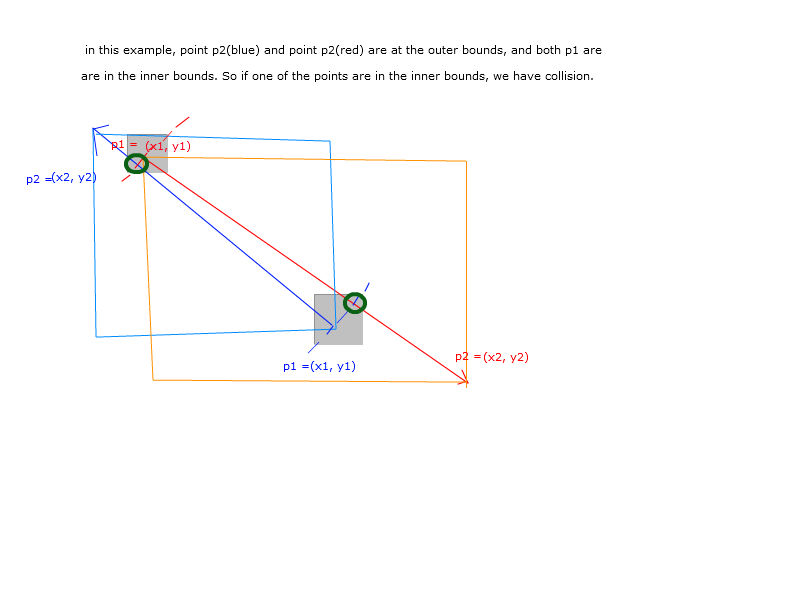 in this example, point p2(blue) and point p2(red) are at the outer bounds, and both p1 are
are in the inner bounds. So if one of the points are in the inner bounds, we have collision.
p1 = (x1, y1)
p2 =(x2, y2)
p2 =(x2, y2)
p1 =(x1, y1)